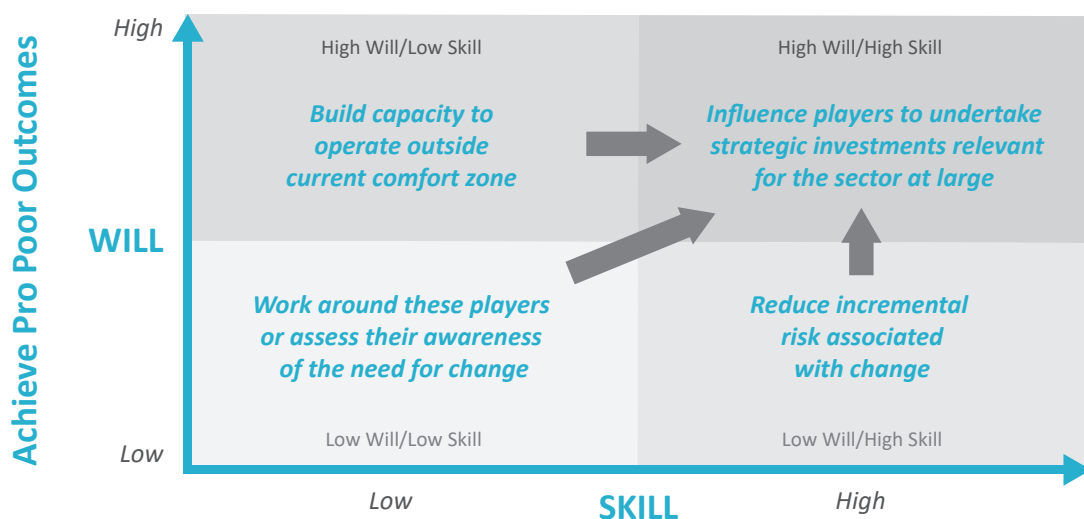 Achieve Pro Poor Outcomes
WILL
High
Low
High Will/Low Skill
Build capacity to
operate outside
current comfort zone
High Will/High Skill
Influence players to undertake
strategic investments relevant
for the sector at large
Work around these players
or assess their awareness
of the need for change
Low Will/Low Skill
Reduce incremental
risk associated
with change
Low Will/High Skill
Low
SKILL
High